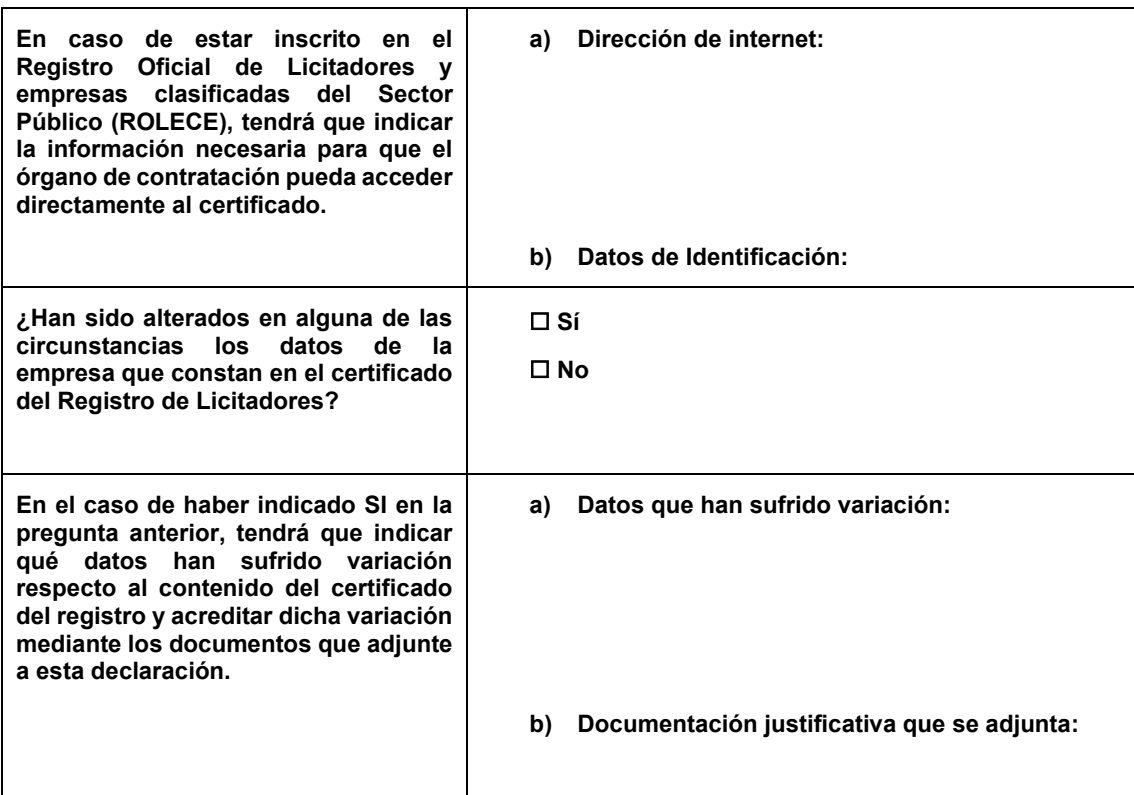 En caso de estar inscrito en el
Registro Oficial de Licitadores y
empresas clasificadas del Sector
Público (ROLECE), tendrá que indicar
la información necesaria para que el
órgano de contratación pueda acceder
directamente al certificado.
a) Dirección de internet:
b) Datos de Identificación:
¿Han sido alterados en alguna de las
circunstancias los datos de la
empresa que constan en el certificado
del Registro de Licitadores?
☐ Sí
☐ No
En el caso de haber indicado SI en la
pregunta anterior, tendrá que indicar
qué datos han sufrido variación
respecto al contenido del certificado
del registro y acreditar dicha variación
mediante los documentos que adjunte
a esta declaración.
a) Datos que han sufrido variación:
b) Documentación justificativa que se adjunta: